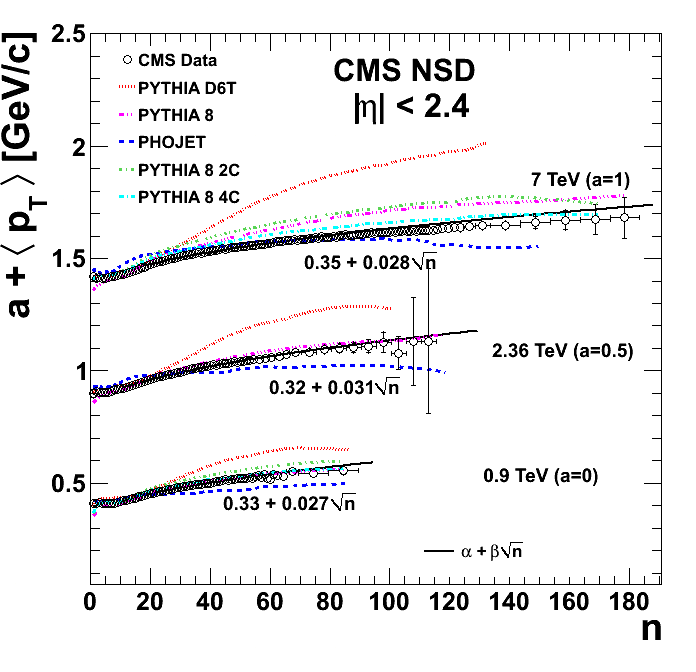 a + ⟨ p_T ⟩ [GeV/c]
2.5
2
1.5
1
0.5
CMS Data
PYTHIA D6T
PYTHIA 8
PHOJET
PYTHIA 8 2C
PYTHIA 8 4C
CMS NSD
|η| < 2.4
7 TeV (a=1)
0.35 + 0.028√n
2.36 TeV (a=0.5)
0.32 + 0.031√n
0.9 TeV (a=0)
0.33 + 0.027√n
α + β√n
0 20 40 60 80 100 120 140 160 180
n